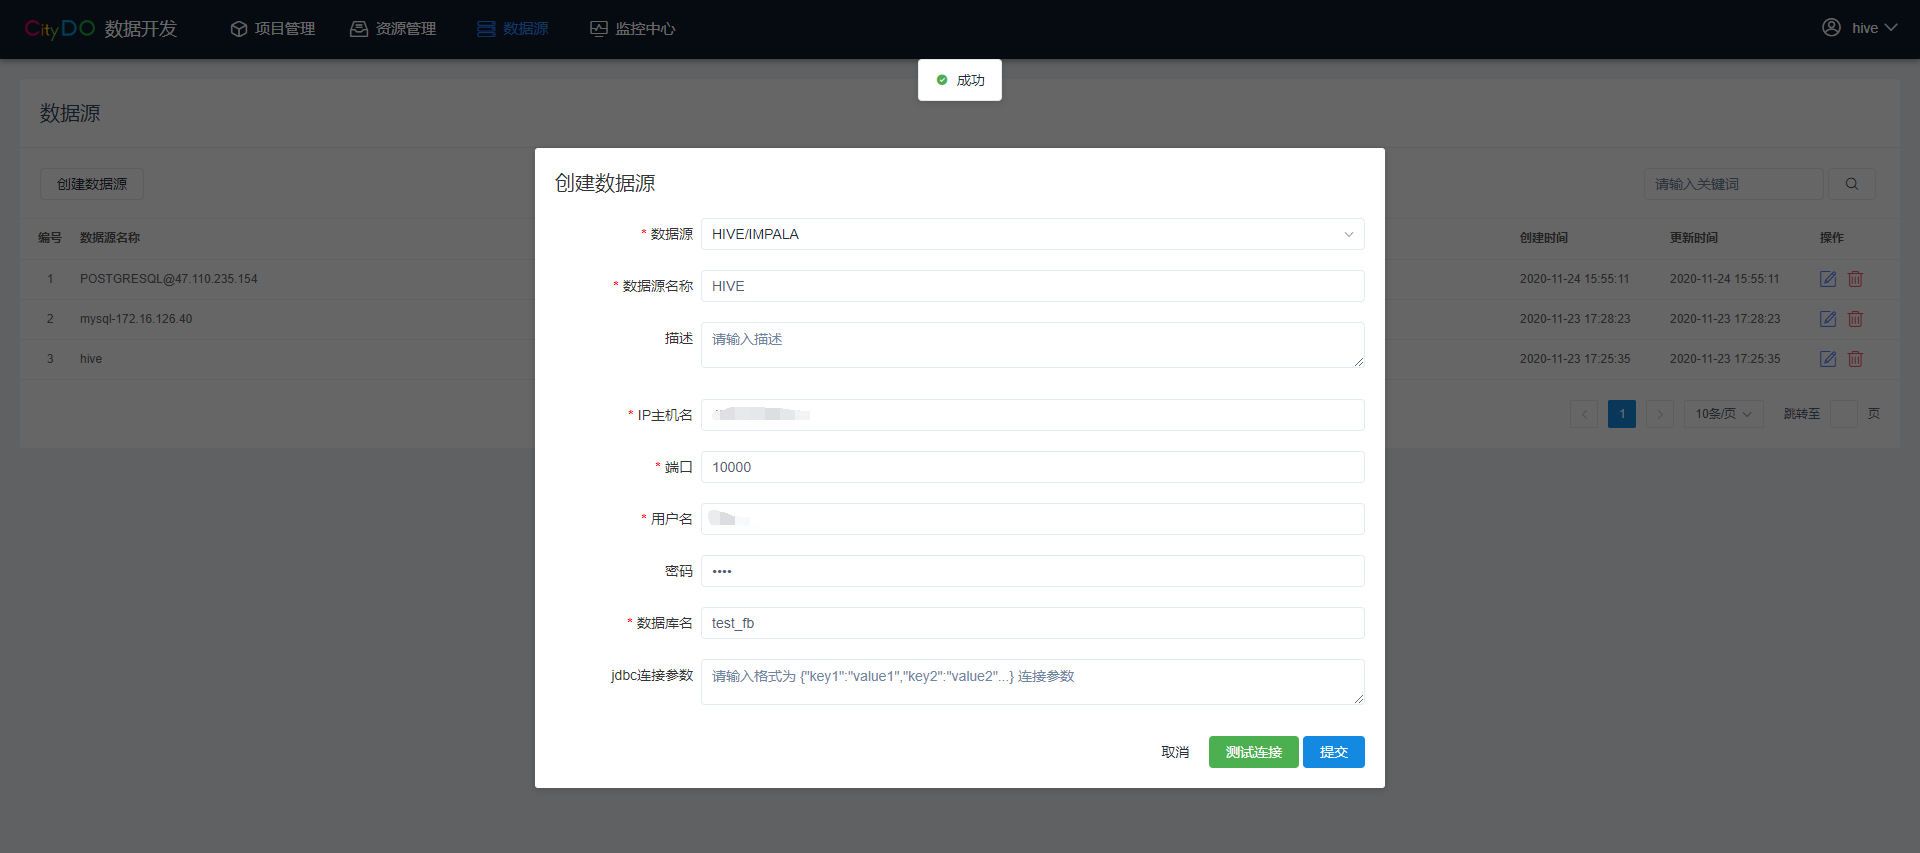 CityDO 数据开发 项目管理 资源管理 数据源 监控中心 hive
成功
数据源
创建数据源
请输入关键词
编号 数据源名称 创建时间 更新时间 操作
1 POSTGRESQL@47.110.235.154 2020-11-24 15:55:11 2020-11-24 15:55:11
2 mysql-172.16.126.40 2020-11-23 17:28:23 2020-11-23 17:28:23
3 hive 2020-11-23 17:25:35 2020-11-23 17:25:35
1 10条/页 跳转至 页
创建数据源
* 数据源 HIVE/IMPALA
* 数据源名称 HIVE
描述 请输入描述
* IP主机名
* 端口 10000
* 用户名
密码 ••••
* 数据库名 test_fb
jdbc连接参数 请输入格式为 {"key1":"value1","key2":"value2"...} 连接参数
取消 测试连接 提交